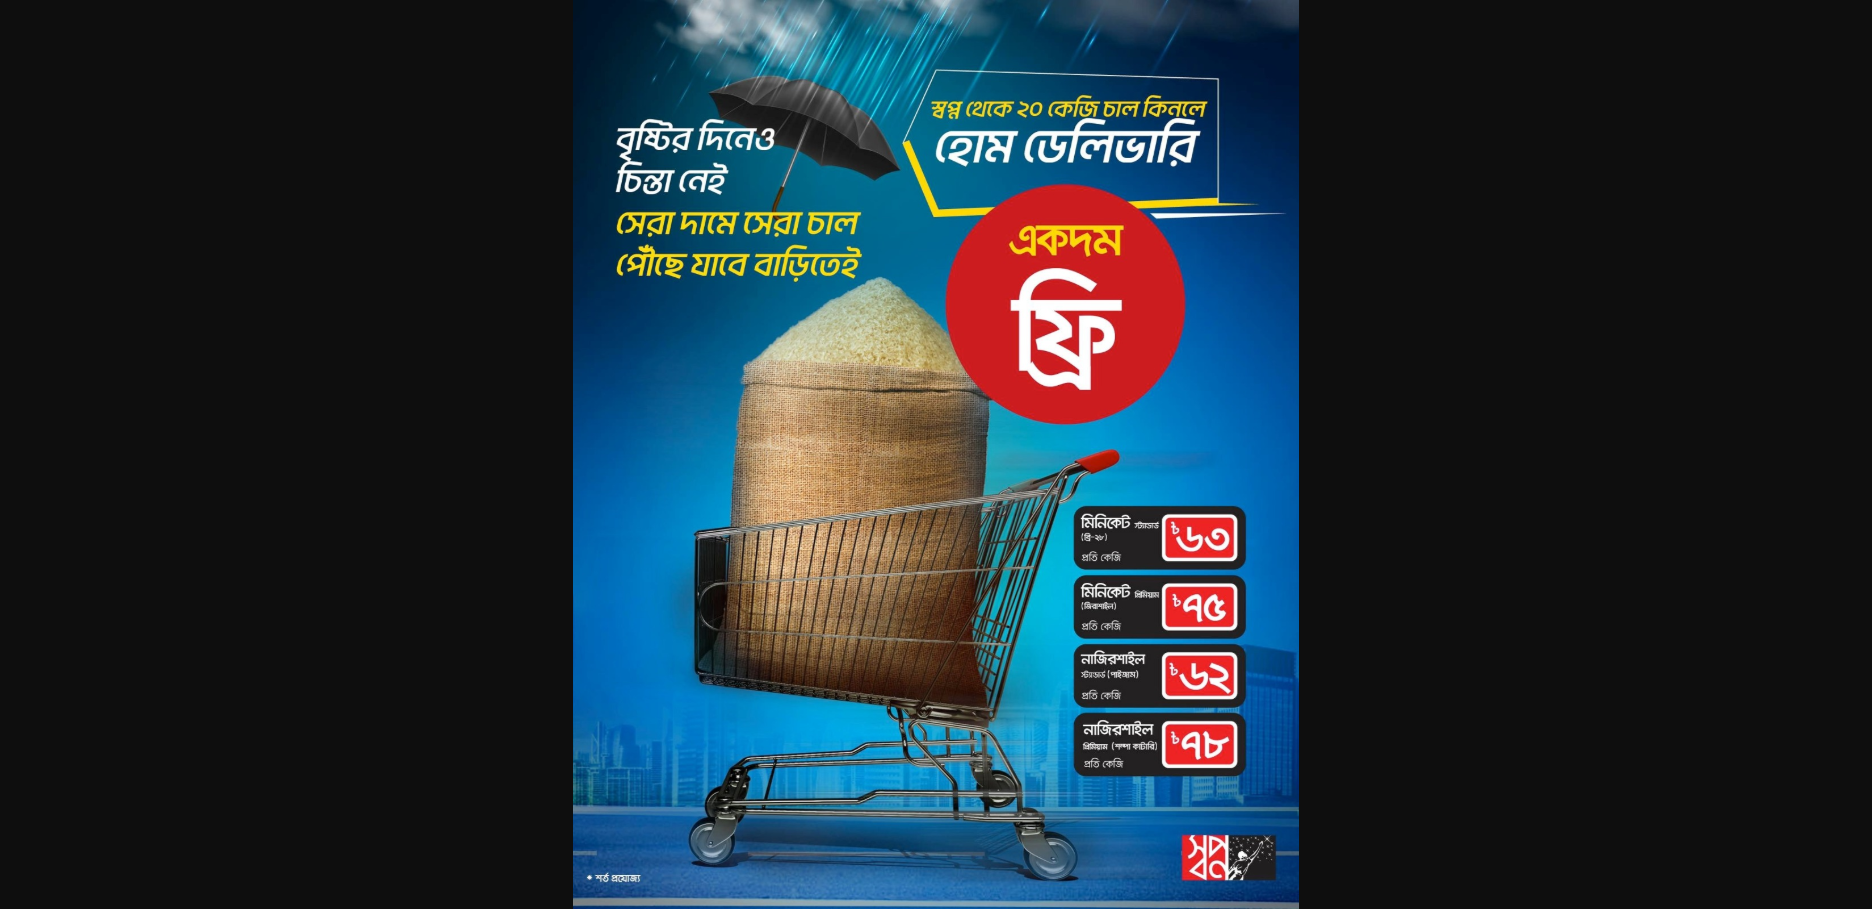 বৃষ্টির দিনেও
চিন্তা নেই
সেরা দামে সেরা চাল
পৌঁছে যাবে বাড়িতেই
স্বপ্ন থেকে ২০ কেজি চাল কিনলে
হোম ডেলিভারি
একদম
ফ্রি
মিনিকেট স্ট্যান্ডার্ড
(ব্রি-২৮)
প্রতি কেজি
৳৬৩
মিনিকেট প্রিমিয়াম
(জিরাশাইল)
প্রতি কেজি
৳৭৫
নাজিরশাইল
স্ট্যান্ডার্ড (পাইজাম)
প্রতি কেজি
৳৬২
নাজিরশাইল
প্রিমিয়াম (শম্পা কাটারি)
প্রতি কেজি
৳৭৮
স্বপ্ন
* শর্ত প্রযোজ্য